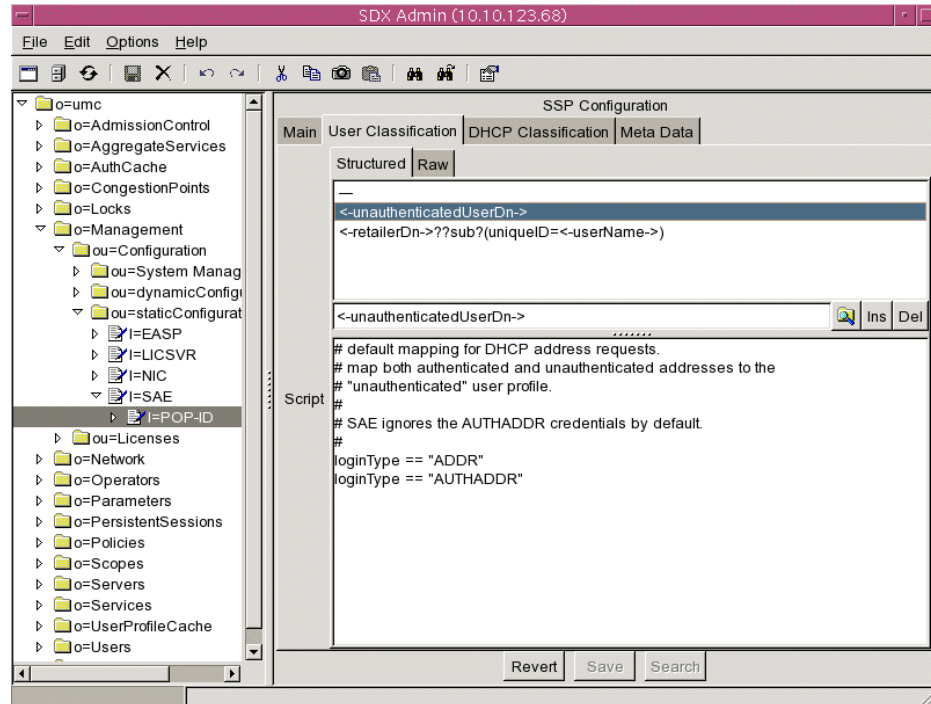 SDX Admin (10.10.123.68)
File Edit Options Help
o=umc
o=AdmissionControl
o=AggregateServices
o=AuthCache
o=CongestionPoints
o=Locks
o=Management
ou=Configuration
ou=System Manag
ou=dynamicConfigu
ou=staticConfigurat
l=EASP
l=LICSVR
l=NIC
l=SAE
l=POP-ID
ou=Licenses
o=Network
o=Operators
o=Parameters
o=PersistentSessions
o=Policies
o=Scopes
o=Servers
o=Services
o=UserProfileCache
o=Users
SSP Configuration
Main User Classification DHCP Classification Meta Data
Structured Raw
—
<-unauthenticatedUserDn->
<-retailerDn->??sub?(uniqueID=<-userName->)
<-unauthenticatedUserDn-> Ins Del
Script
# default mapping for DHCP address requests.
# map both authenticated and unauthenticated addresses to the
# "unauthenticated" user profile.
#
# SAE ignores the AUTHADDR credentials by default.
#
loginType == "ADDR"
loginType == "AUTHADDR"
Revert Save Search